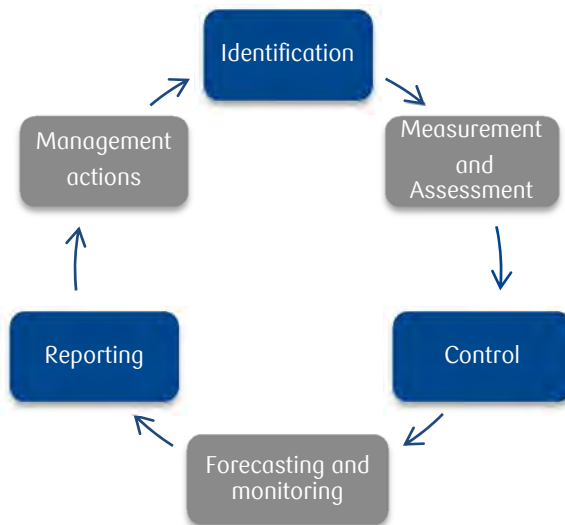 Identification
Measurement
and
Assessment
Control
Forecasting and
monitoring
Reporting
Management
actions